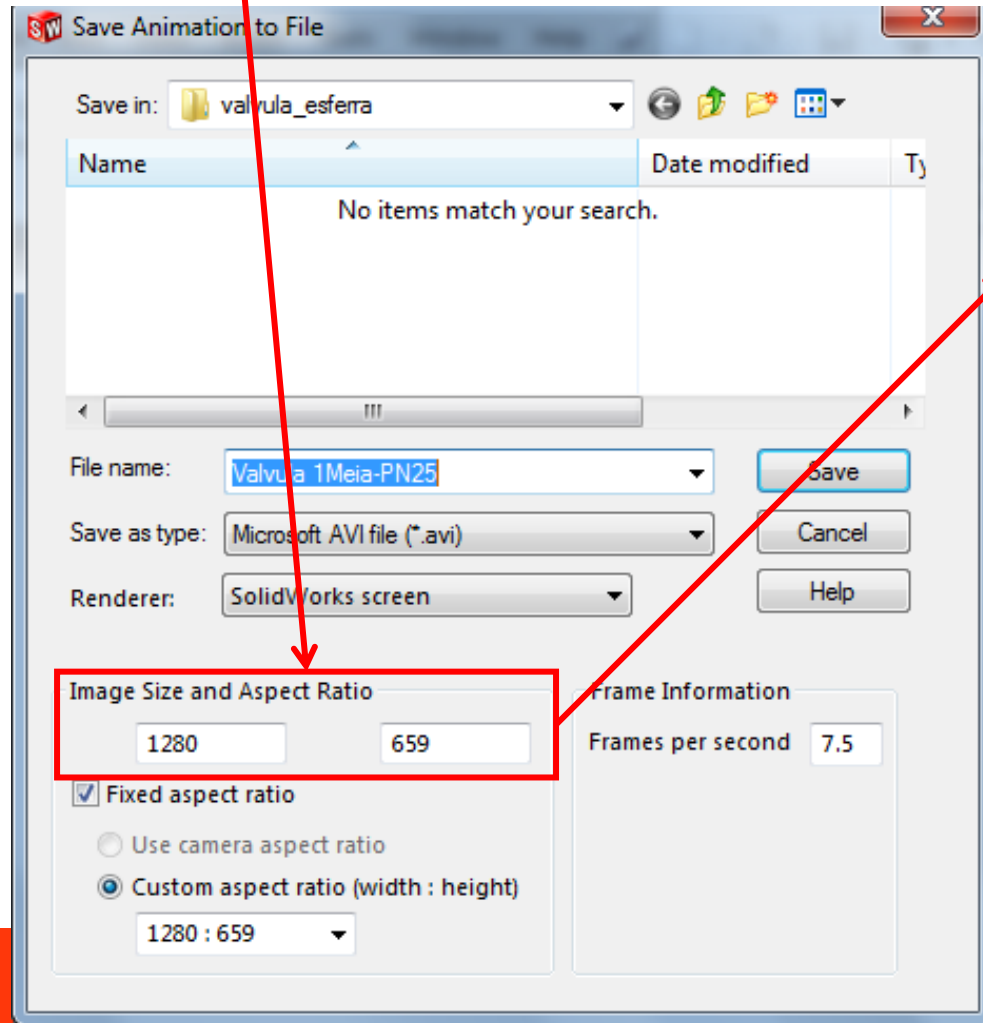 SW Save Animation to File
Save in: valvula_esferra
Name Date modified Ty
No items match your search.
File name: Valvula 1Meia-PN25 Save
Save as type: Microsoft AVI file (*.avi) Cancel
Renderer: SolidWorks screen Help
Image Size and Aspect Ratio Frame Information
1280 659 Frames per second 7.5
Fixed aspect ratio
Use camera aspect ratio
Custom aspect ratio (width : height)
1280 : 659